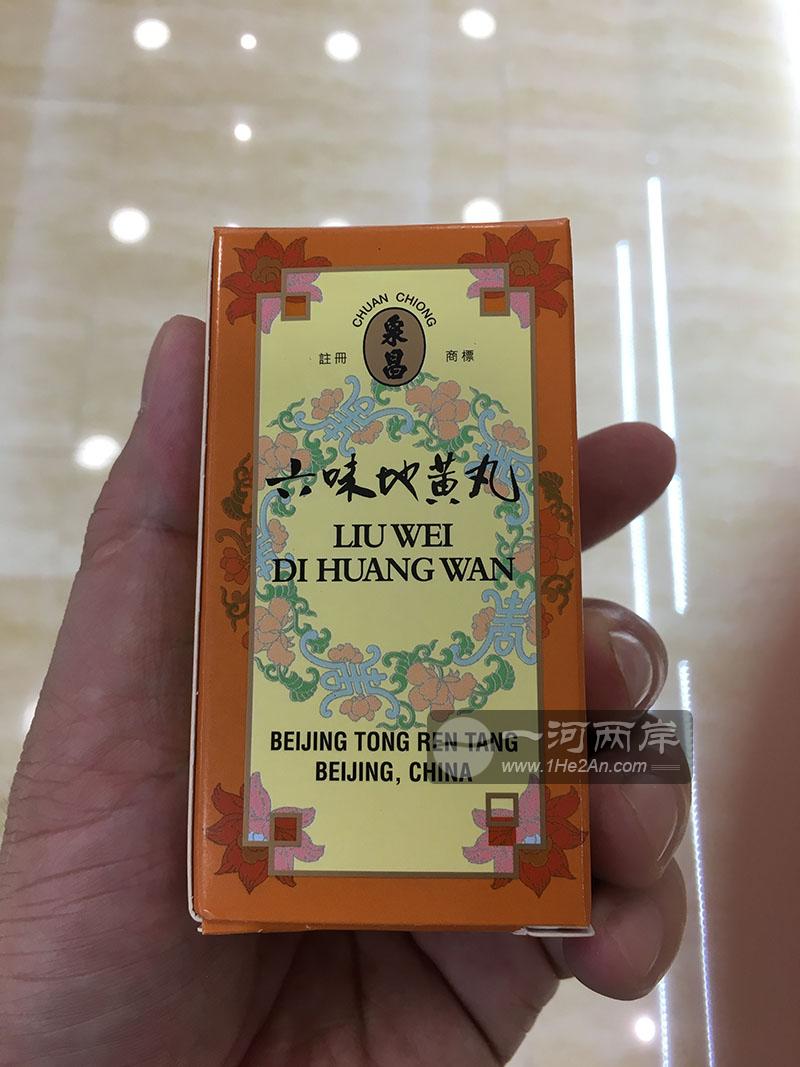 CHUAN CHIONG
泉昌
註冊 商標
六味地黄丸
LIU WEI
DI HUANG WAN
BEIJING TONG REN TANG
BEIJING, CHINA
一河两岸
www.1He2An.com